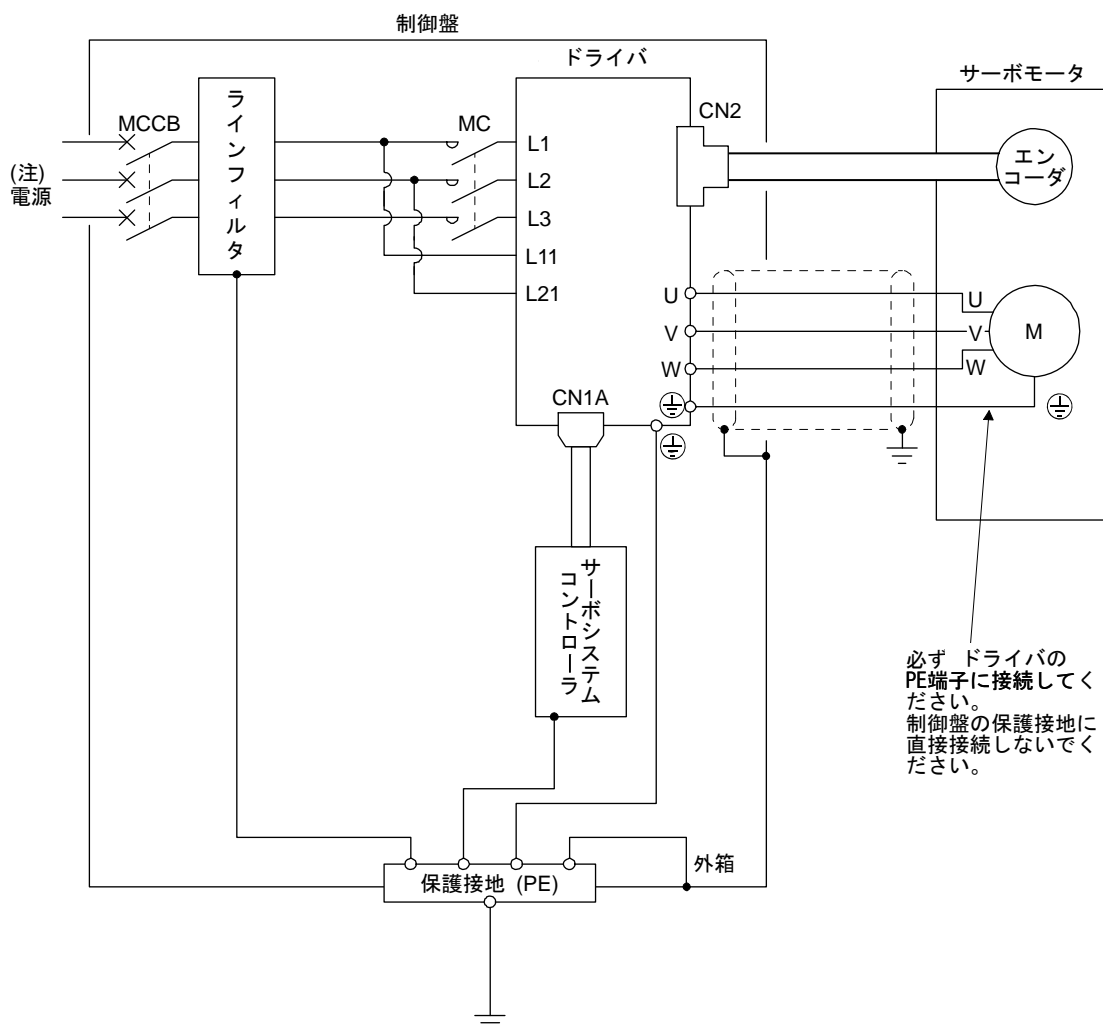 制御盤
ドライバ
サーボモータ
MCCB
ラインフィルタ
MC
CN2
(注)
電源
L1
L2
L3
L11
L21
エン
コーダ
U
V
W
U
V
W
M
CN1A
サーボシステム
コントローラ
必ず ドライバの
PE端子に接続してく
ださい。
制御盤の保護接地に
直接接続しないでく
ださい。
外箱
保護接地 (PE)